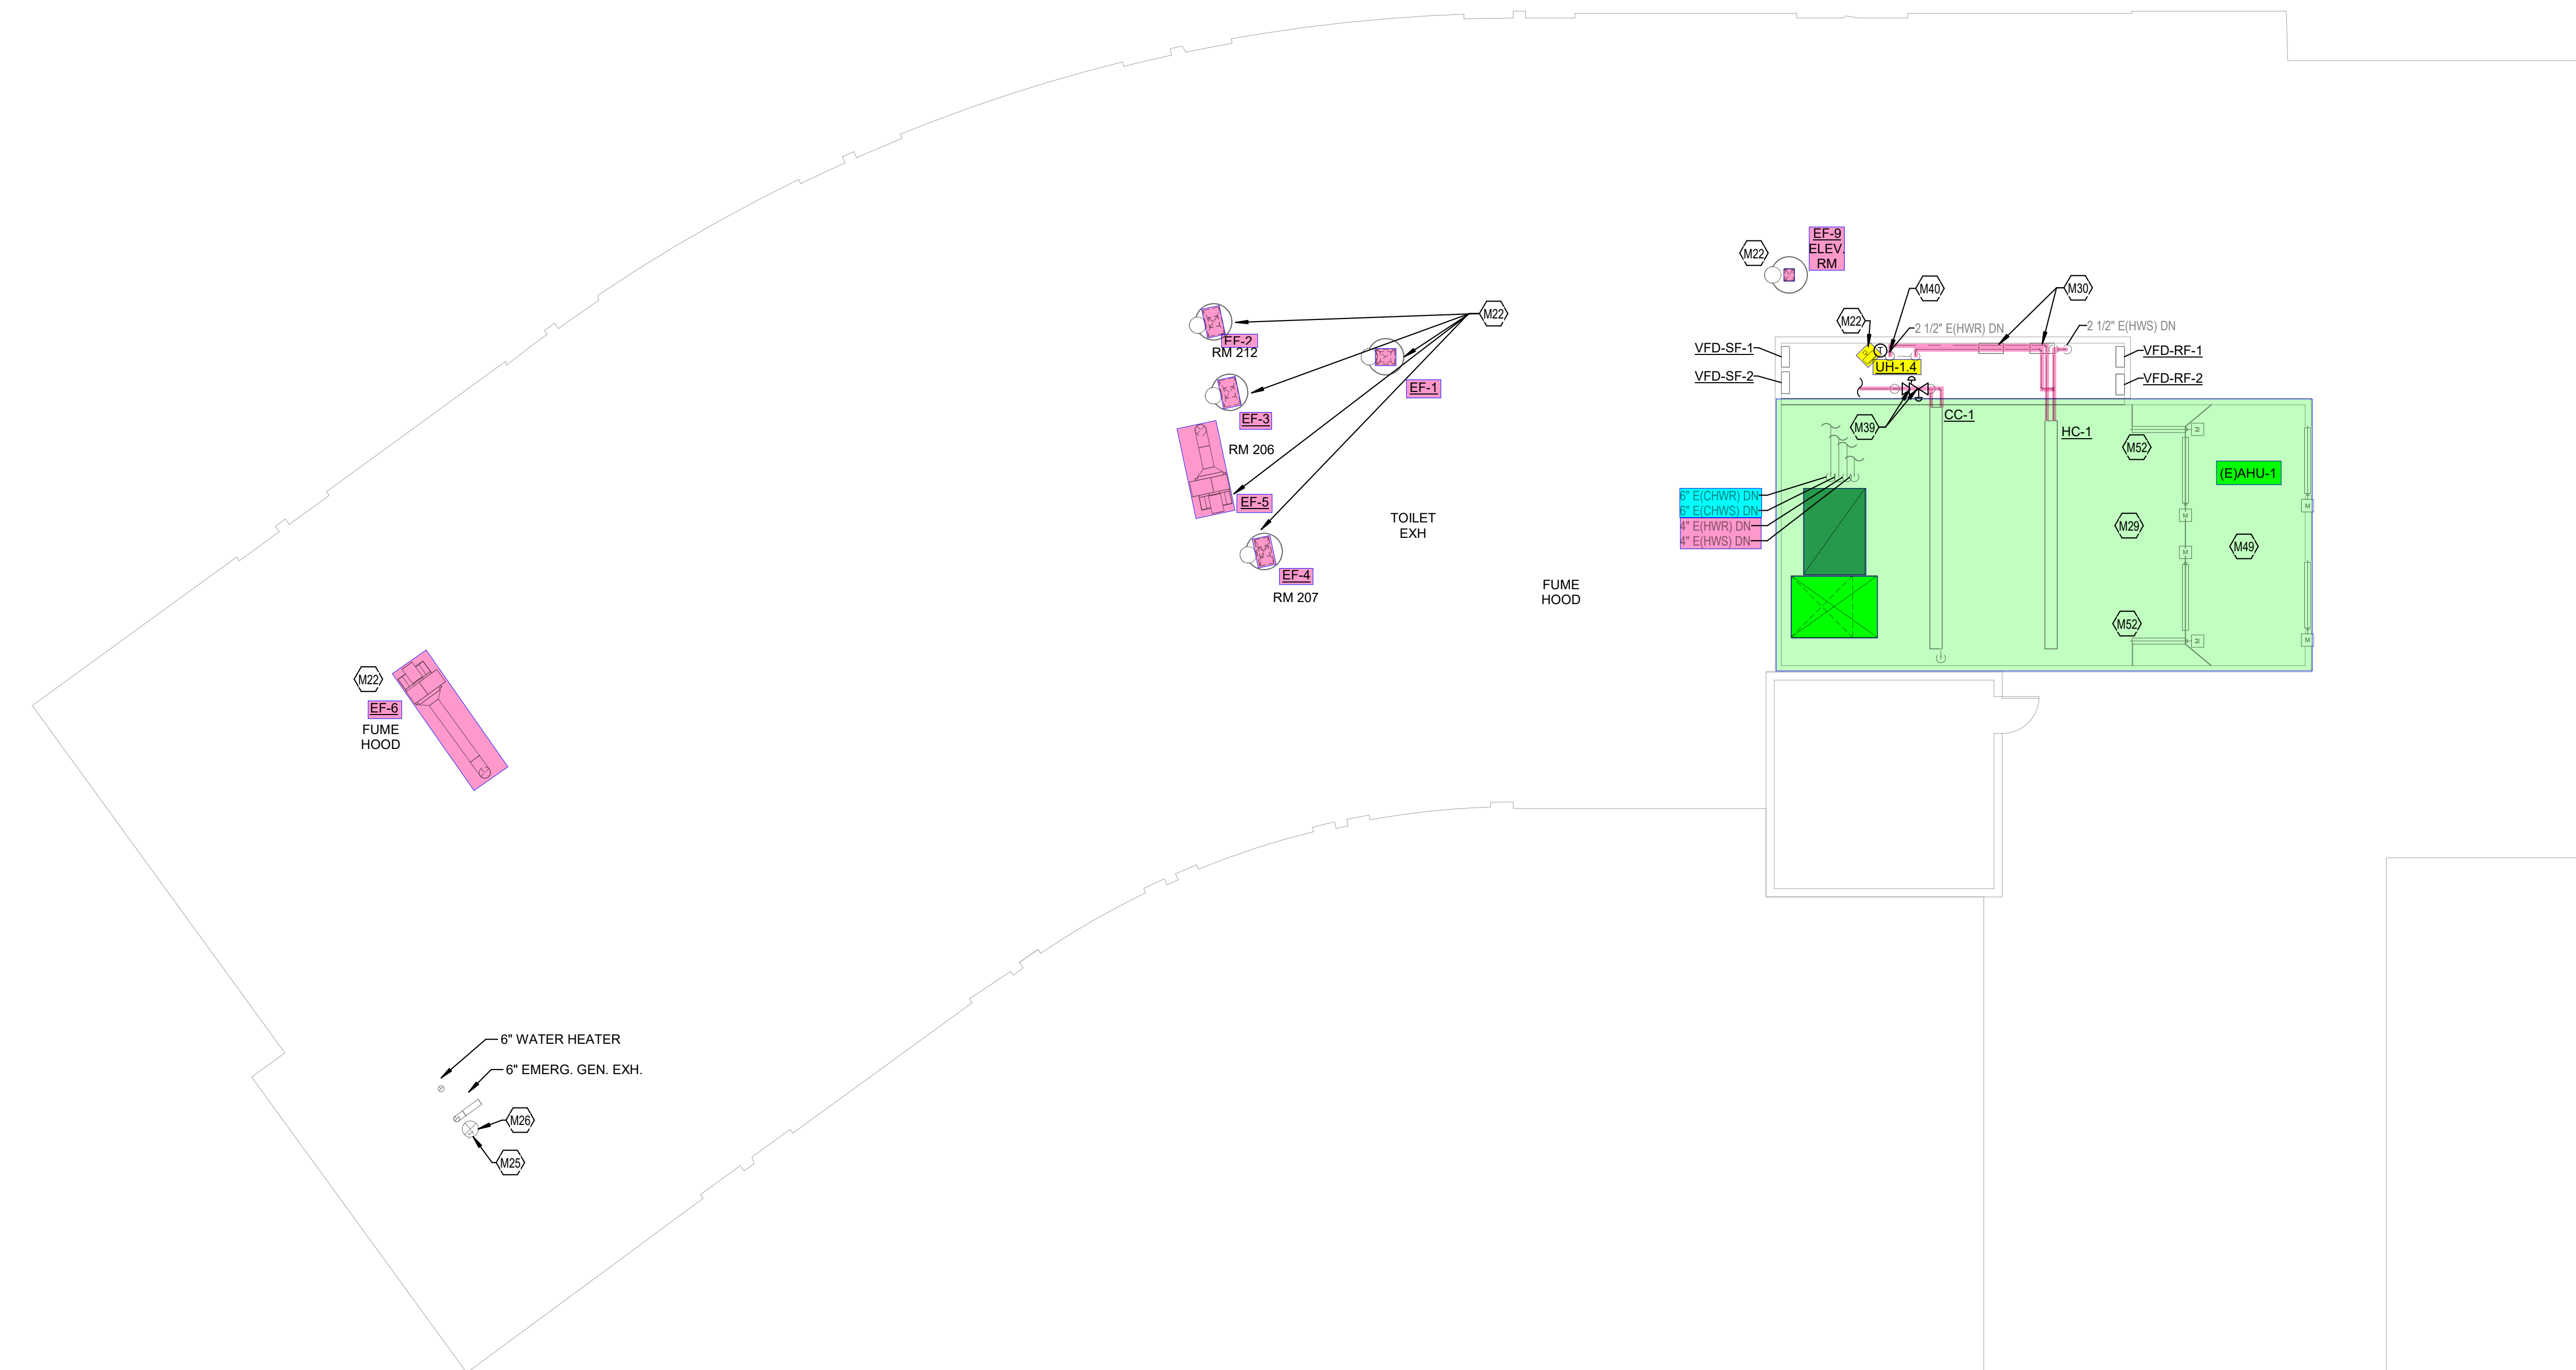 EF-9
ELEV.
RM
M22
M40
M30
M22
M22
2 1/2" E(HWR) DN
2 1/2" E(HWS) DN
EF-2
RM 212
VFD-SF-1
VFD-RF-1
T
UH-1.4
VFD-SF-2
VFD-RF-2
EF-1
EF-3
CC-1
M39
HC-1
M
RM 206
M52
(E)AHU-1
EF-5
6" E(CHWR) DN
6" E(CHWS) DN
4" E(HWR) DN
4" E(HWS) DN
M
M
TOILET
EXH
M29
M49
M
EF-4
RM 207
FUME
HOOD
M52
M
M
M22
EF-6
FUME
HOOD
6" WATER HEATER
6" EMERG. GEN. EXH.
M26
M25